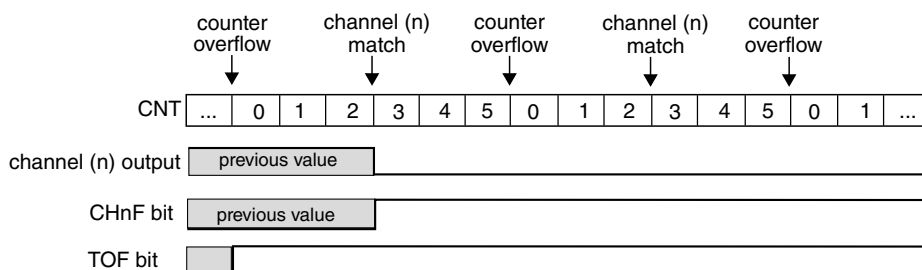 counter overflow
channel (n) match
counter overflow
channel (n) match
counter overflow
CNT ... 0 1 2 3 4 5 0 1 2 3 4 5 0 1 ...
channel (n) output previous value
CHnF bit previous value
TOF bit